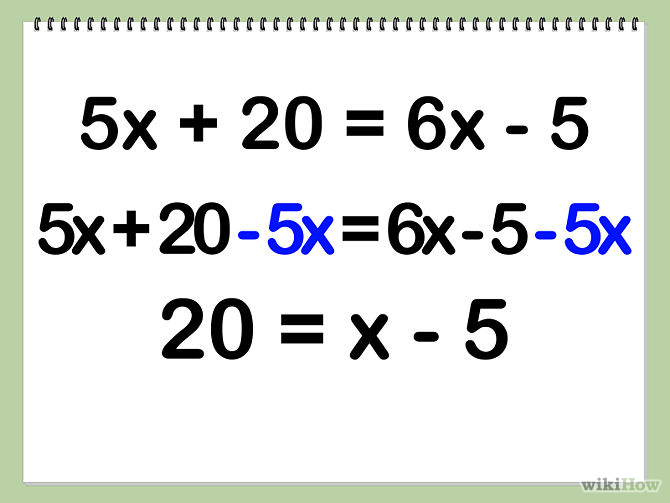 5x + 20 = 6x - 5
5x+20-5x=6x-5-5x
20 = x - 5
wikiHow